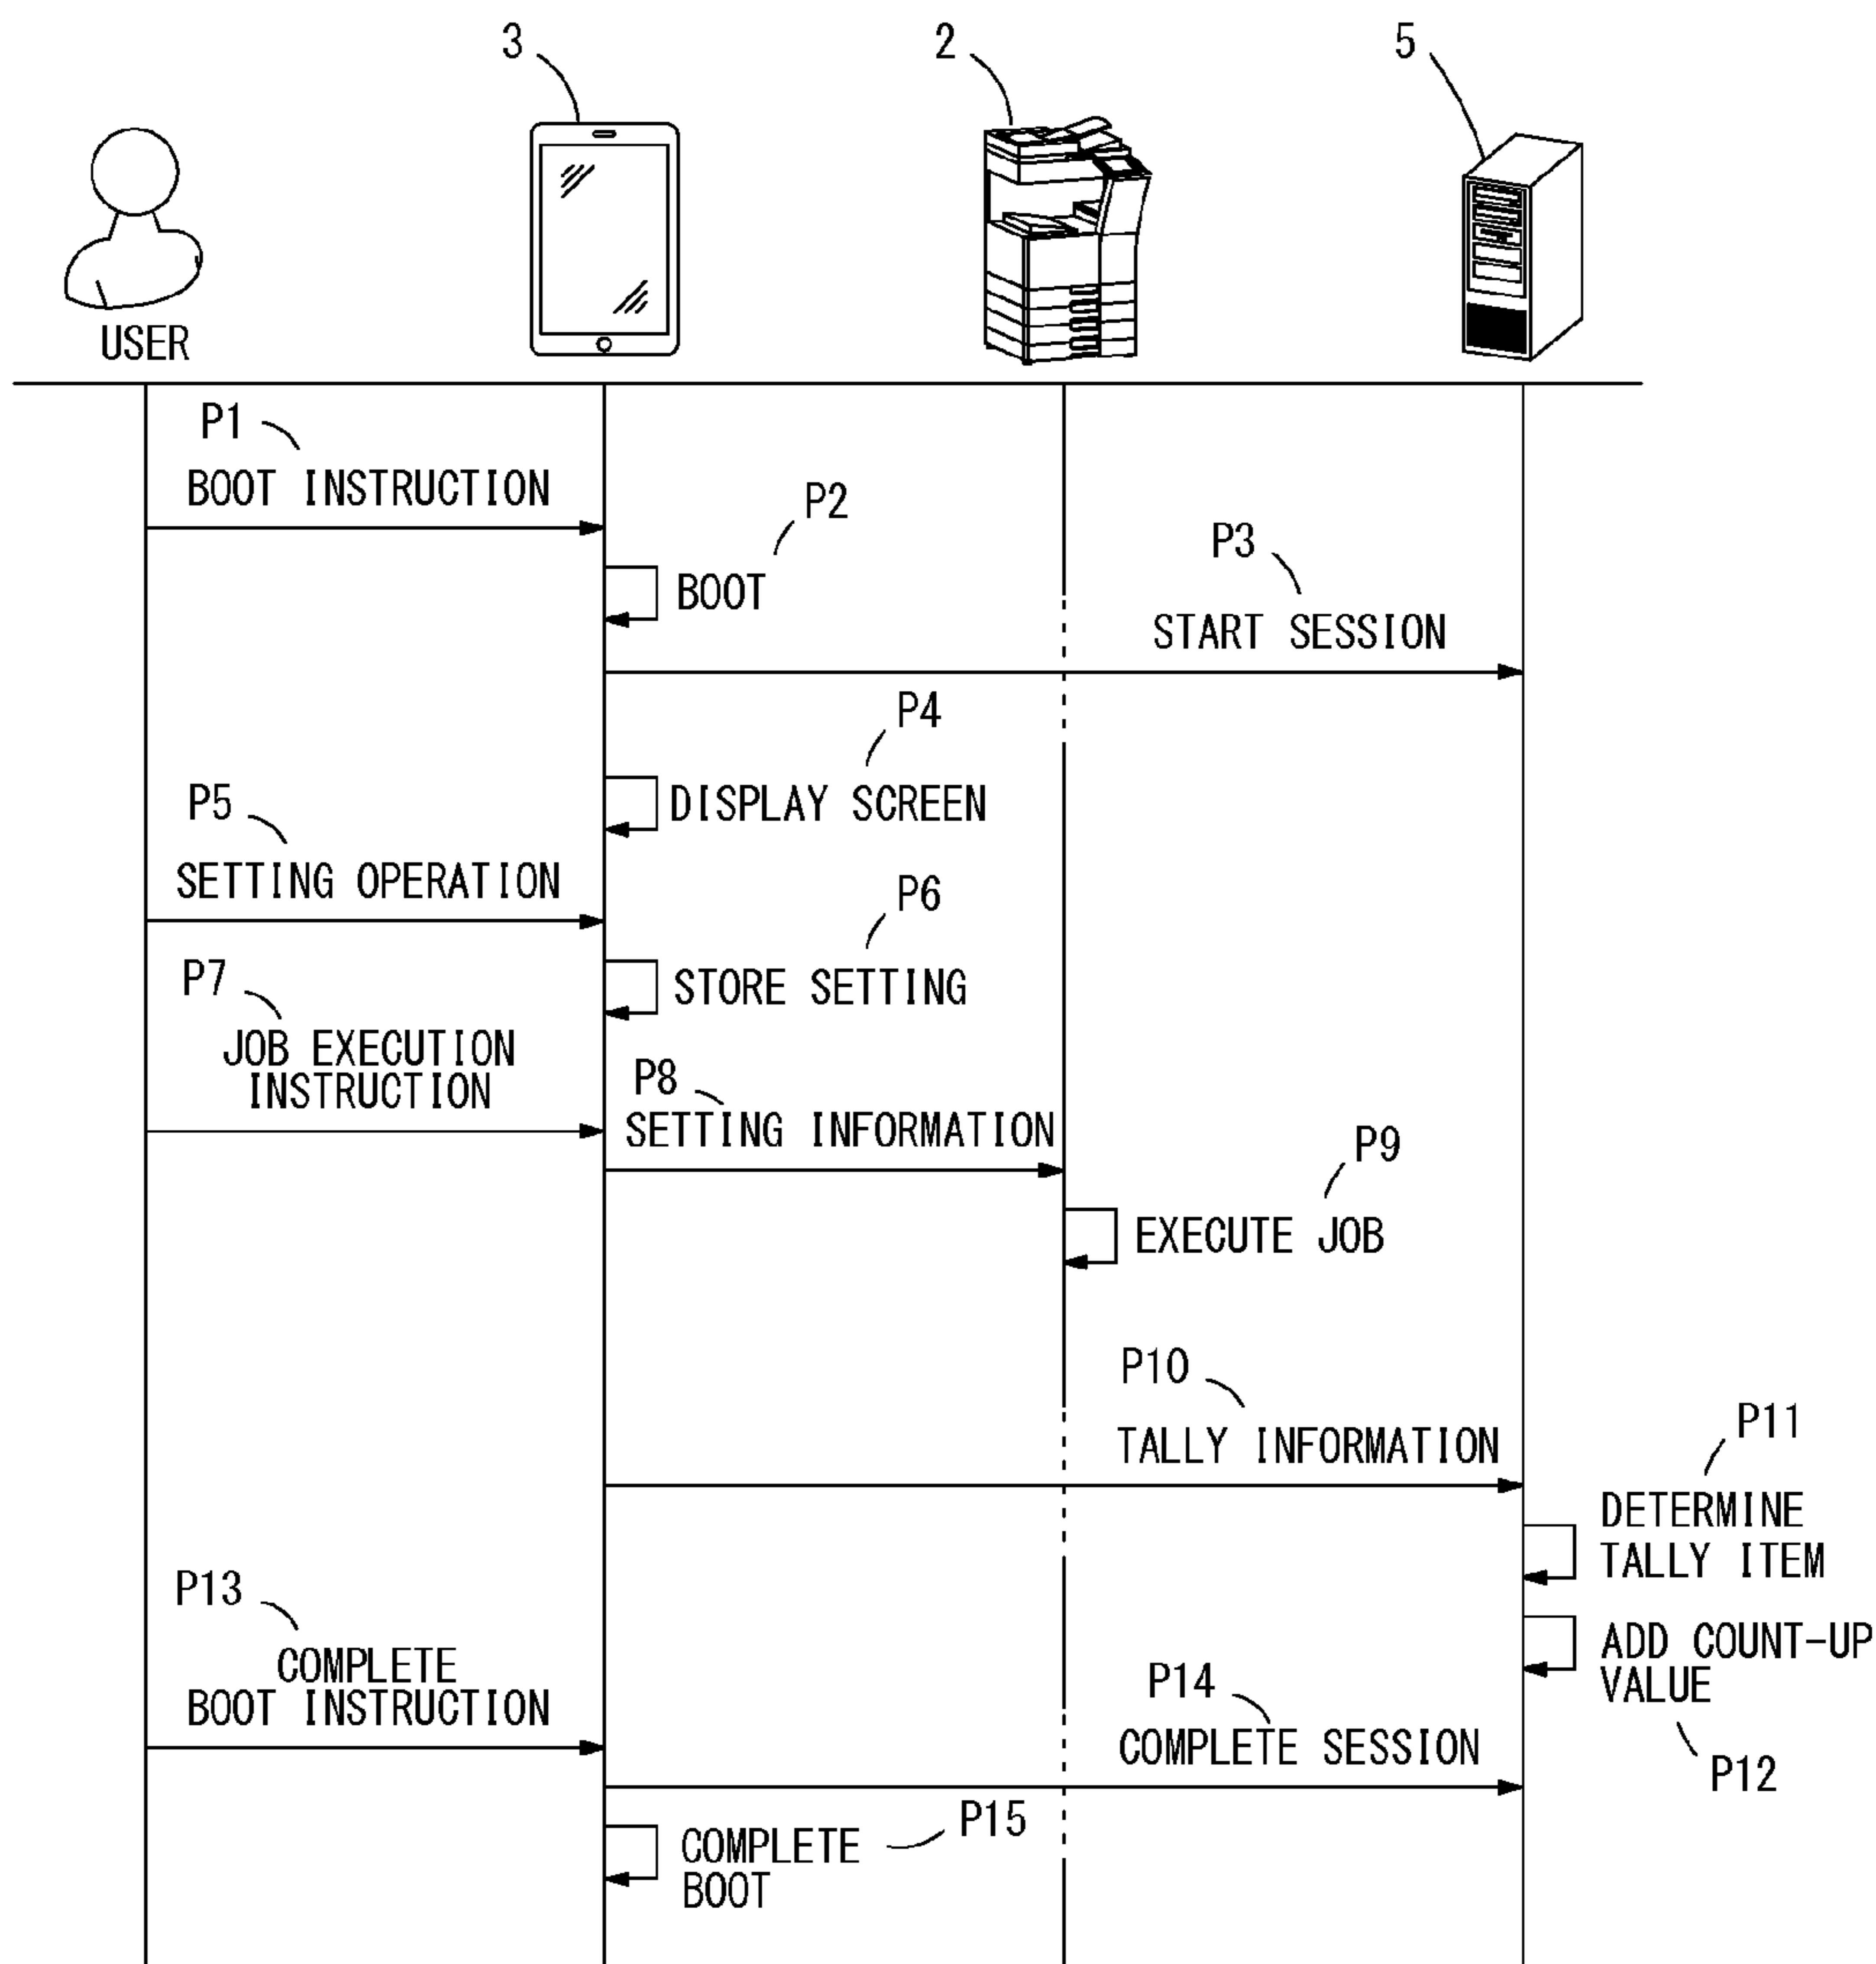 3
2
5
USER
P1
BOOT INSTRUCTION
P2
BOOT
P3
START SESSION
P4
DISPLAY SCREEN
P5
SETTING OPERATION
P6
STORE SETTING
P7
JOB EXECUTION
INSTRUCTION
P8
SETTING INFORMATION
P9
EXECUTE JOB
P10
TALLY INFORMATION
P11
DETERMINE
TALLY ITEM
ADD COUNT-UP
VALUE
P12
P13
COMPLETE
BOOT INSTRUCTION
P14
COMPLETE SESSION
P15
COMPLETE
BOOT